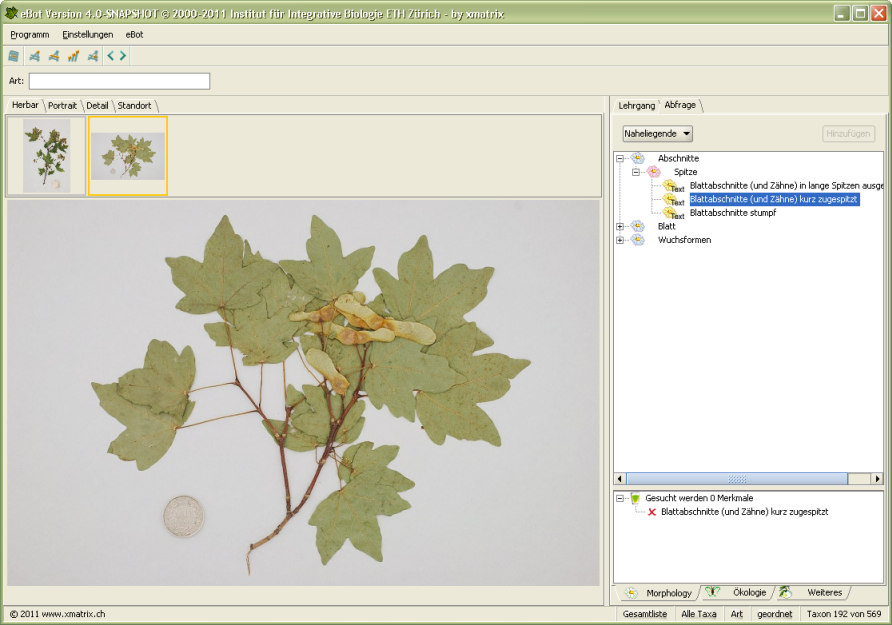 eBot Version 4.0-SNAPSHOT © 2000-2011 Institut für Integrative Biologie ETH Zürich - by xmatrix
Programm Einstellungen eBot
Art:
Herbar Portrait Detail Standort
Lehrgang Abfrage
Naheliegende Hinzufügen
Abschnitte
Spitze
Text Blattabschnitte (und Zähne) in lange Spitzen ausge
Text Blattabschnitte (und Zähne) kurz zugespitzt
Text Blattabschnitte stumpf
Blatt
Wuchsformen
Gesucht werden 0 Merkmale
Blattabschnitte (und Zähne) kurz zugespitzt
Morphology Ökologie Weiteres
© 2011 www.xmatrix.ch
Gesamtliste Alle Taxa Art geordnet Taxon 192 von 569